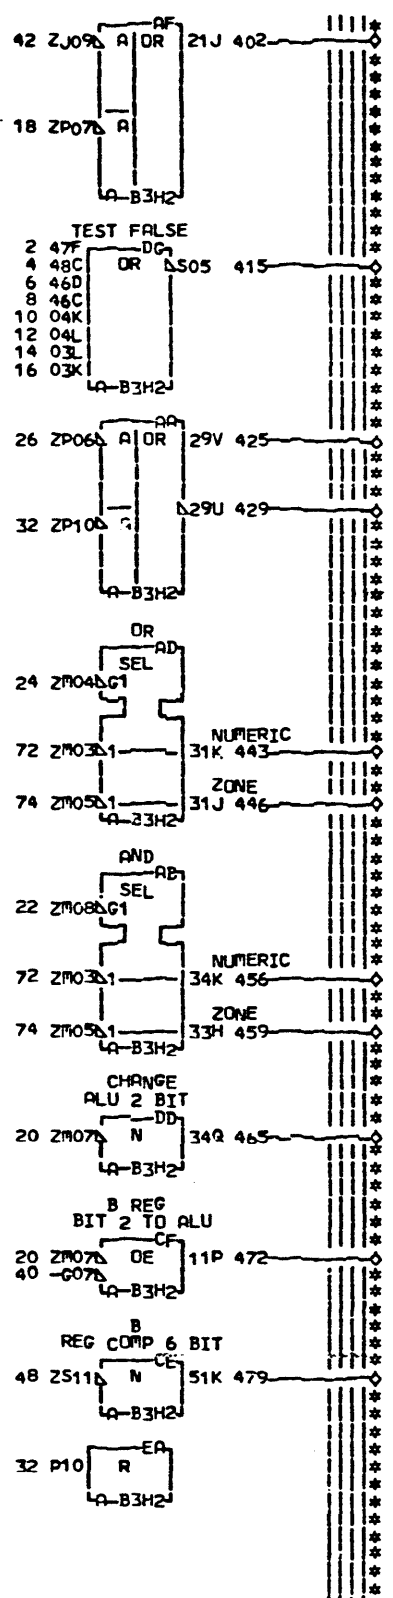 AF
42 ZJ09 A OR 21J 402
18 ZP07 A
A-B3H2
TEST FALSE
2 47F DG
4 48C OR S05 415
6 46D
8 46C
10 04K
12 04L
14 03L
16 03K
A-B3H2
AA
26 ZP06 A OR 29V 425
29U 429
32 ZP10 G
A-B3H2
OR
AD
SEL
24 ZM04 G1
NUMERIC
72 ZM03 1 31K 443
ZONE
74 ZM05 1 31J 446
A-B3H2
AND
AB
SEL
22 ZM08 G1
NUMERIC
72 ZM03 1 34K 456
ZONE
74 ZM05 1 33H 459
A-B3H2
CHANGE
ALU 2 BIT
DD
20 ZM07 N 34Q 465
A-B3H2
B REG
BIT 2 TO ALU
CF
20 ZM07 OE 11P 472
40 -G07
A-B3H2
B
REG COMP 6 BIT
CE
48 ZS11 N 51K 479
A-B3H2
EA
32 P10 R
A-B3H2